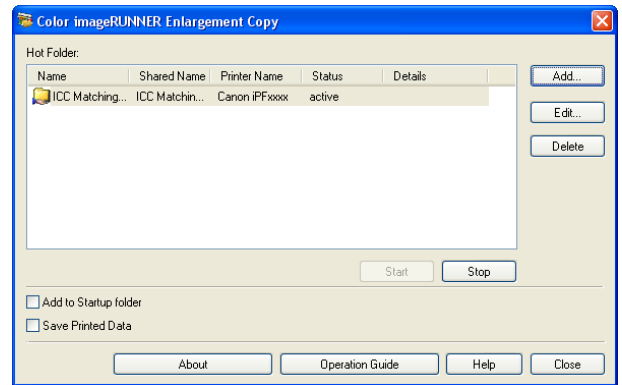 Color imageRUNNER Enlargement Copy
Hot Folder:
Name Shared Name Printer Name Status Details
ICC Matching... ICC Matchin... Canon iPFxxxx active
Add...
Edit...
Delete
Start Stop
Add to Startup folder
Save Printed Data
About Operation Guide Help Close